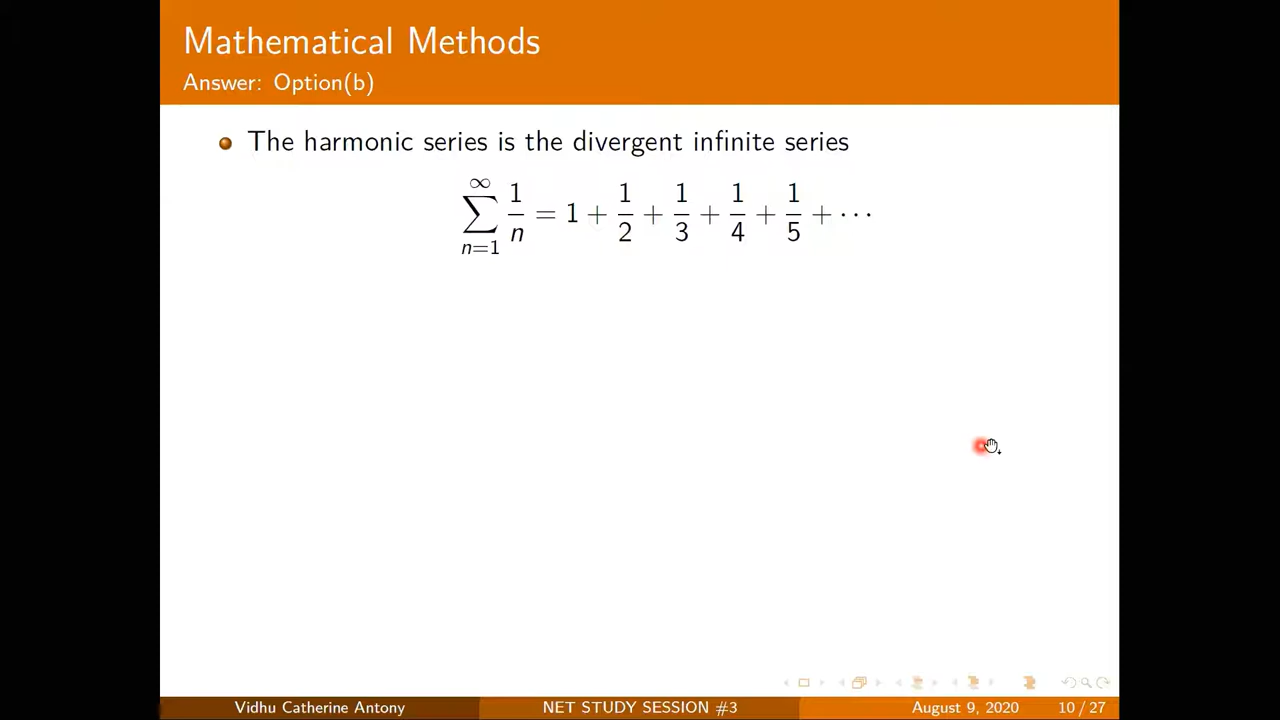 Mathematical Methods
Answer: Option(b)
The harmonic series is the divergent infinite series
∑_{n=1}^{∞} 1/n = 1 + 1/2 + 1/3 + 1/4 + 1/5 + ⋯
Vidhu Catherine Antony NET STUDY SESSION #3 August 9, 2020 10 / 27